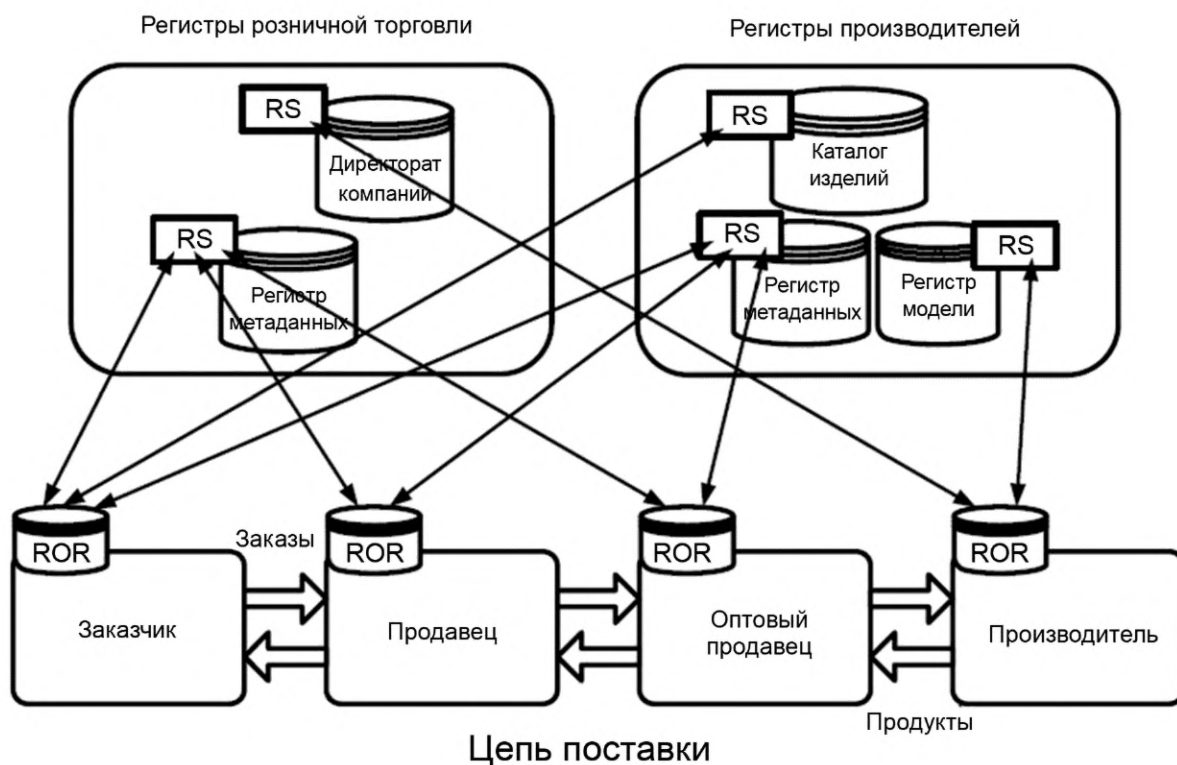 Регистры розничной торговли
Регистры производителей
RS
Директорат
компаний
RS
Регистр
метаданных
RS
Каталог
изделий
RS
Регистр
метаданных
RS
Регистр
модели
ROR
Заказчик
Заказы
ROR
Продавец
ROR
Оптовый
продавец
ROR
Производитель
Продукты
Цепь поставки